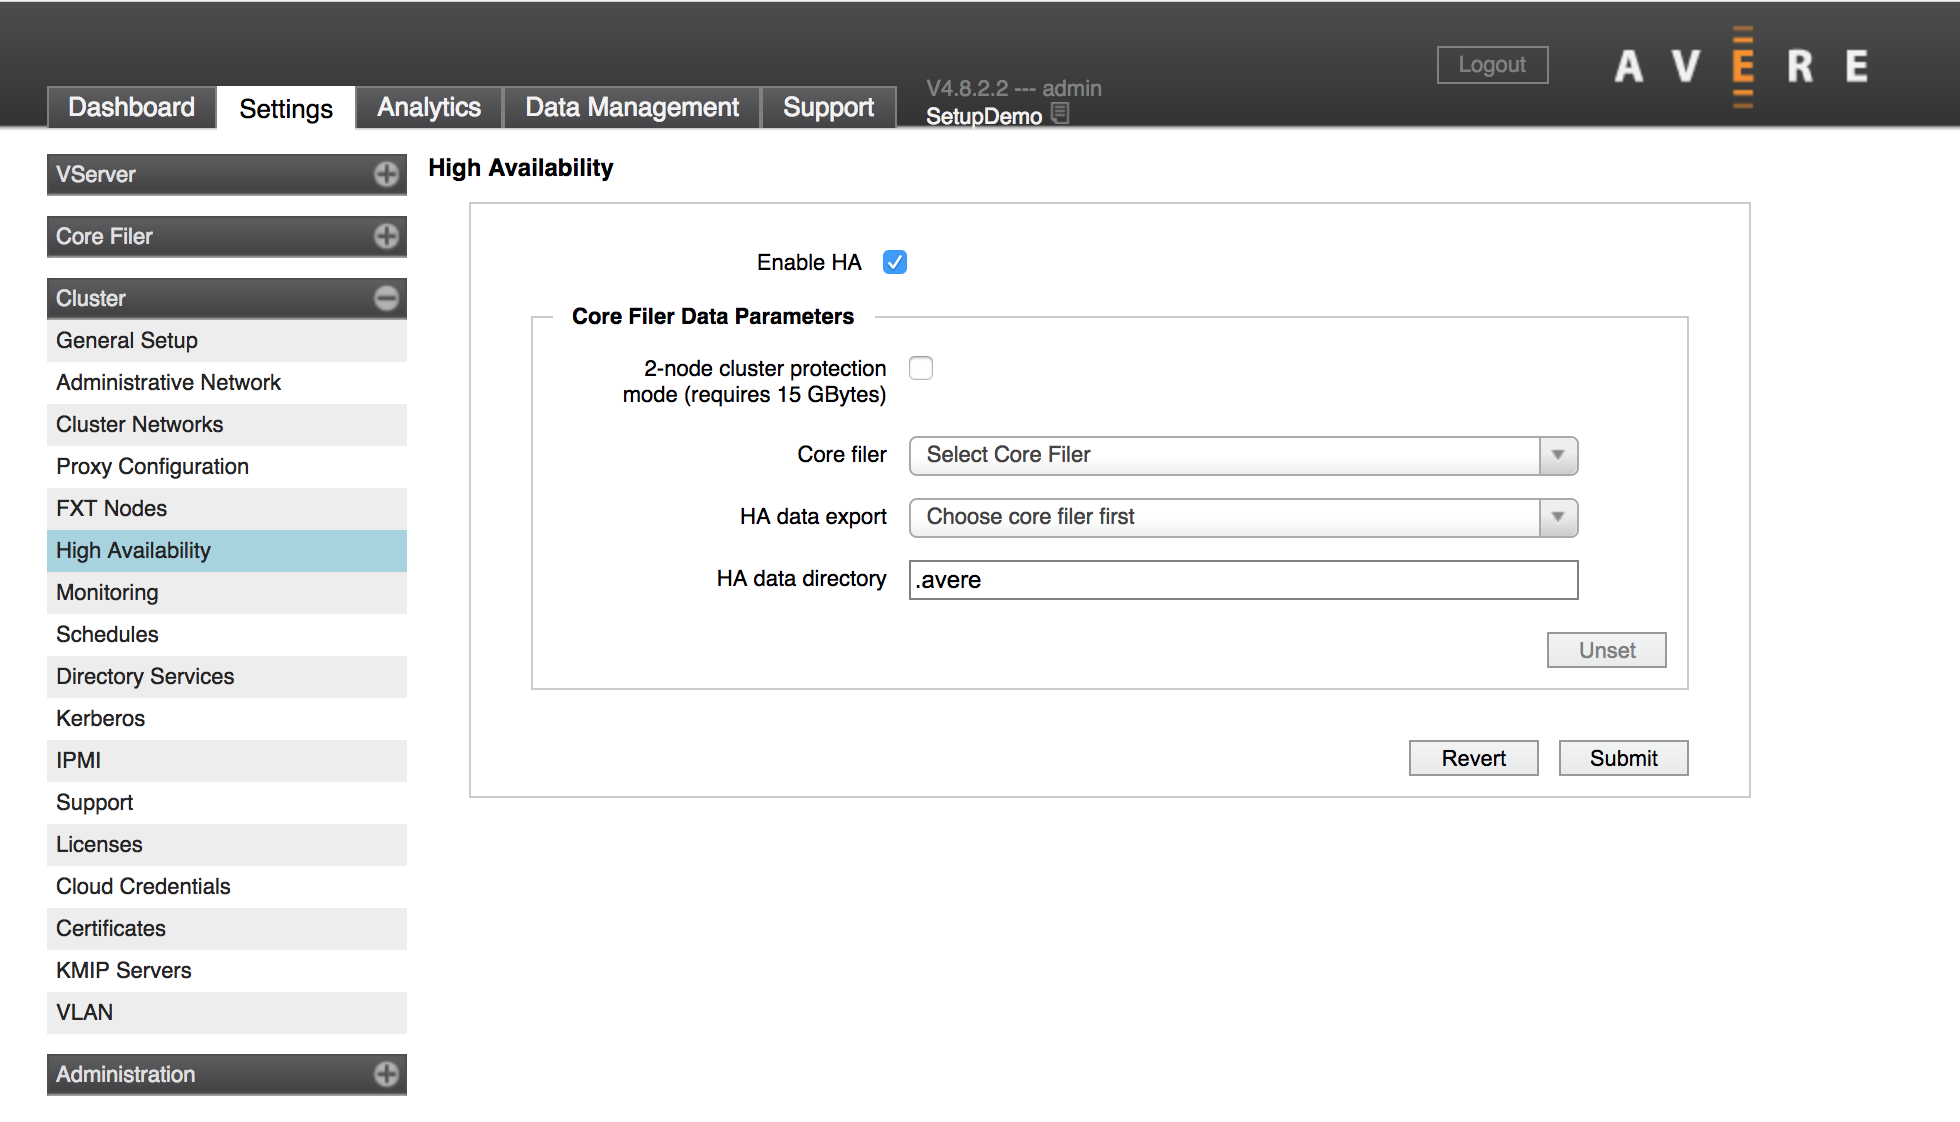 AVERE
Logout
V4.8.2.2 --- admin
Dashboard
Settings
Analytics
Data Management
Support
SetupDemo
VServer
Core Filer
Cluster
General Setup
Administrative Network
Cluster Networks
Proxy Configuration
FXT Nodes
High Availability
Monitoring
Schedules
Directory Services
Kerberos
IPMI
Support
Licenses
Cloud Credentials
Certificates
KMIP Servers
VLAN
Administration
High Availability
Enable HA
Core Filer Data Parameters
2-node cluster protection
mode (requires 15 GBytes)
Core filer
Select Core Filer
HA data export
Choose core filer first
HA data directory
.avere
Unset
Revert
Submit